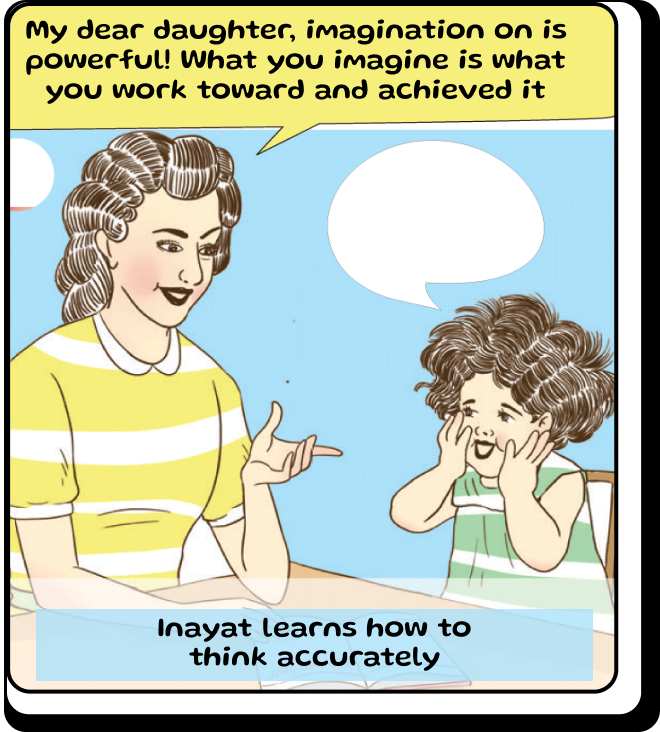 My dear daughter, imagination on is
powerful! What you imagine is what
you work toward and achieved it
Inayat learns how to
think accurately